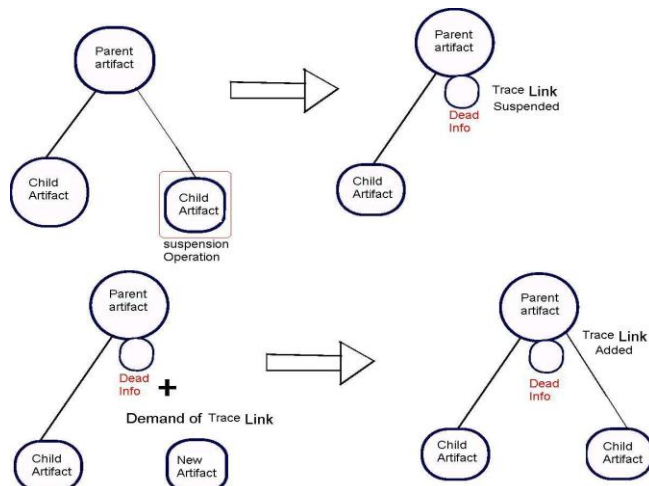 Parent
artifact
Child
Artifact
Child
Artifact
suspension
Operation
Parent
artifact
Trace Link
Suspended
Dead
Info
Child
Artifact
Parent
artifact
Dead
Info
+
Demand of Trace Link
Child
Artifact
New
Artifact
Parent
artifact
Trace Link
Added
Dead
Info
Child
Artifact
Child
Artifact